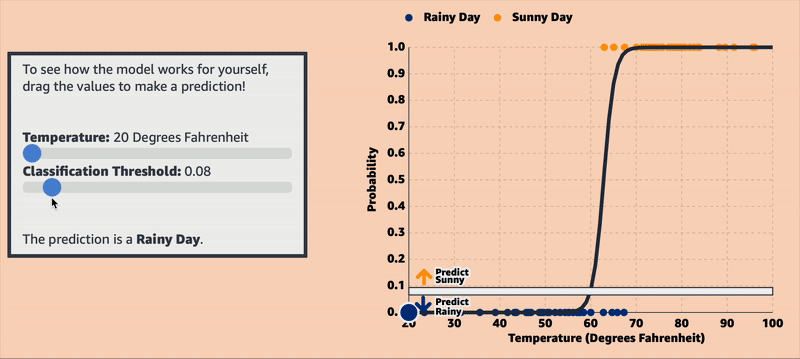 To see how the model works for yourself,
drag the values to make a prediction!
Temperature: 20 Degrees Fahrenheit
Classification Threshold: 0.08
The prediction is a Rainy Day.
Rainy Day Sunny Day
Probability
1.0
0.9
0.8
0.7
0.6
0.5
0.4
0.3
0.2
0.1
Predict
Sunny
Predict
Rainy
20 30 40 50 60 70 80 90 100
Temperature (Degrees Fahrenheit)